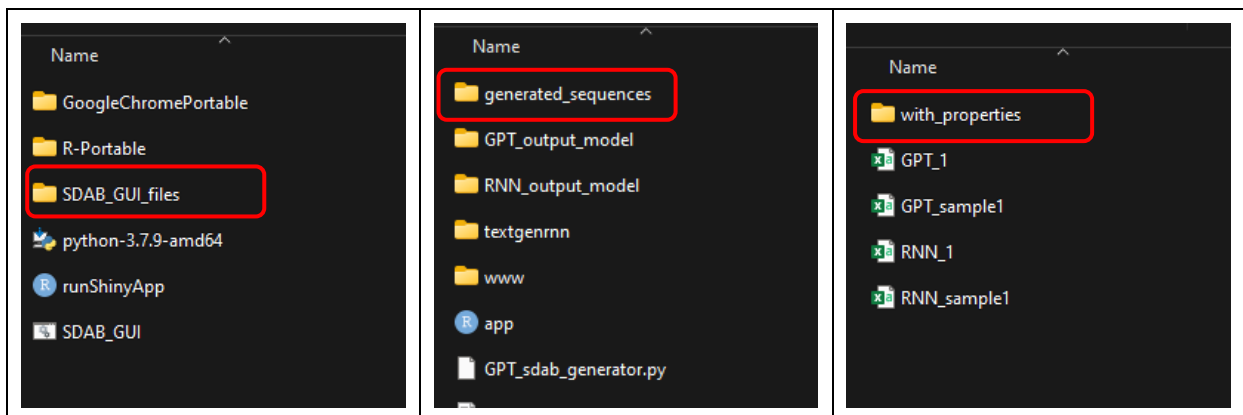 Name
GoogleChromePortable
R-Portable
SDAB_GUI_files
python-3.7.9-amd64
runShinyApp
SDAB_GUI
Name
generated_sequences
GPT_output_model
RNN_output_model
textgenrnn
www
app
GPT_sdab_generator.py
Name
with_properties
GPT_1
GPT_sample1
RNN_1
RNN_sample1